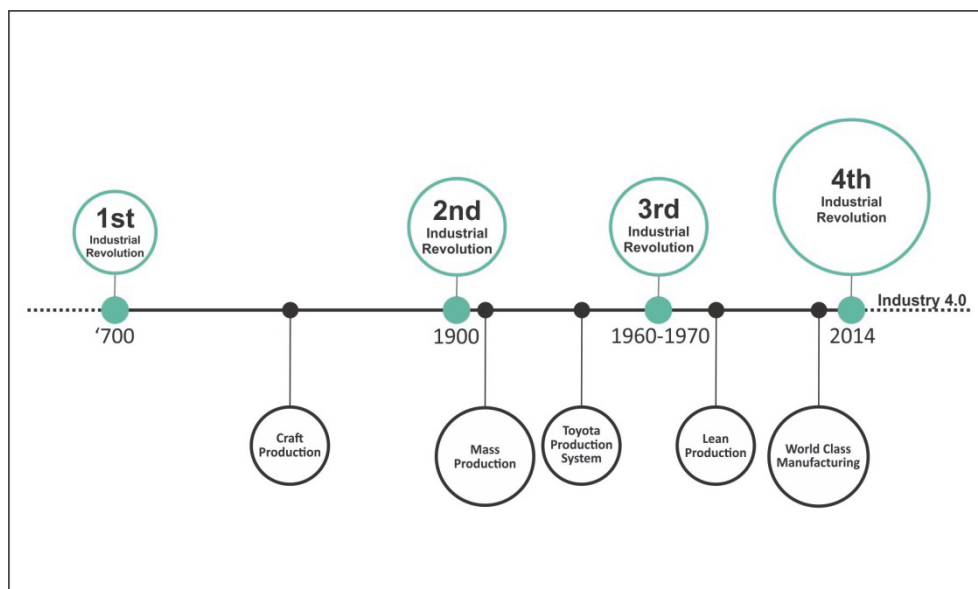 1st
Industrial
Revolution
2nd
Industrial
Revolution
3rd
Industrial
Revolution
4th
Industrial
Revolution
Industry 4.0
‘700
1900
1960-1970
2014
Craft
Production
Mass
Production
Toyota
Production
System
Lean
Production
World Class
Manufacturing